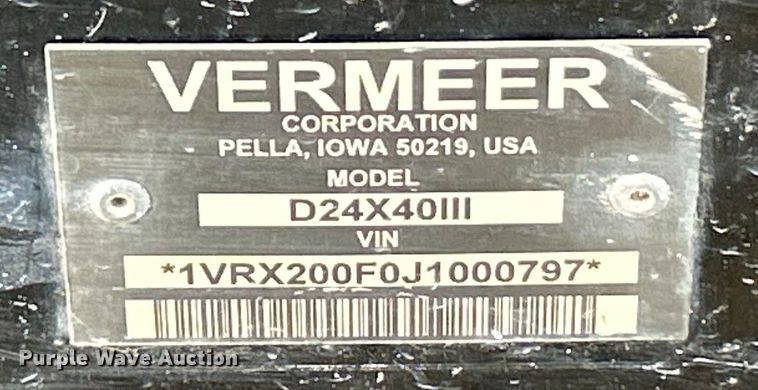 VERMEER
CORPORATION
PELLA, IOWA 50219, USA
MODEL
D24X40III
VIN
*1VRX200F0J1000797*
Purple Wave Auction